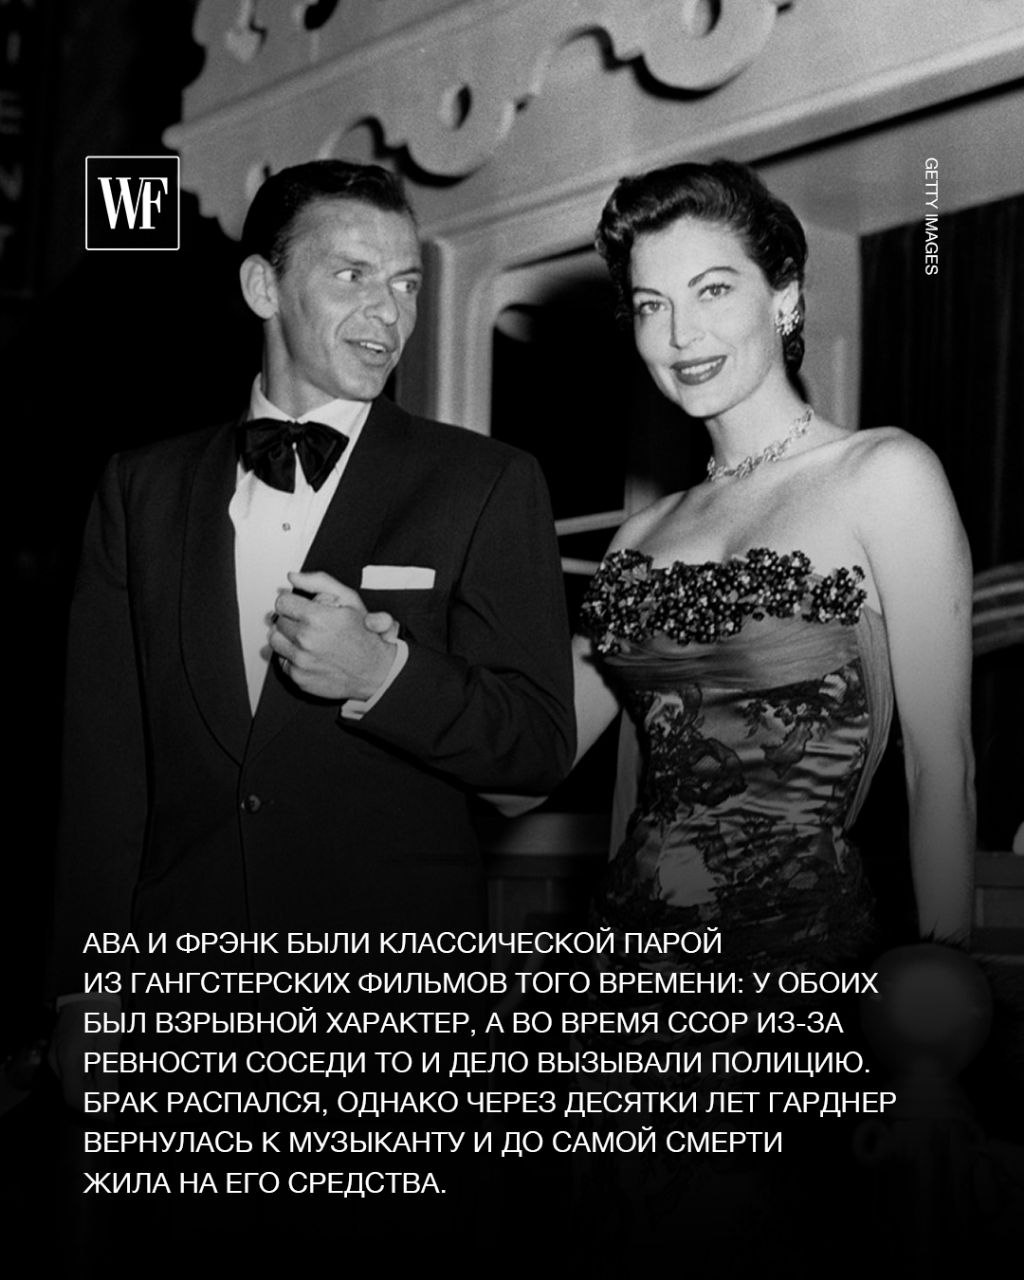 WF
GETTY IMAGES
АВА И ФРЭНК БЫЛИ КЛАССИЧЕСКОЙ ПАРОЙ
ИЗ ГАНГСТЕРСКИХ ФИЛЬМОВ ТОГО ВРЕМЕНИ: У ОБОИХ
БЫЛ ВЗРЫВНОЙ ХАРАКТЕР, А ВО ВРЕМЯ ССОР ИЗ-ЗА
РЕВНОСТИ СОСЕДИ ТО И ДЕЛО ВЫЗЫВАЛИ ПОЛИЦИЮ.
БРАК РАСПАЛСЯ, ОДНАКО ЧЕРЕЗ ДЕСЯТКИ ЛЕТ ГАРДНЕР
ВЕРНУЛАСЬ К МУЗЫКАНТУ И ДО САМОЙ СМЕРТИ
ЖИЛА НА ЕГО СРЕДСТВА.